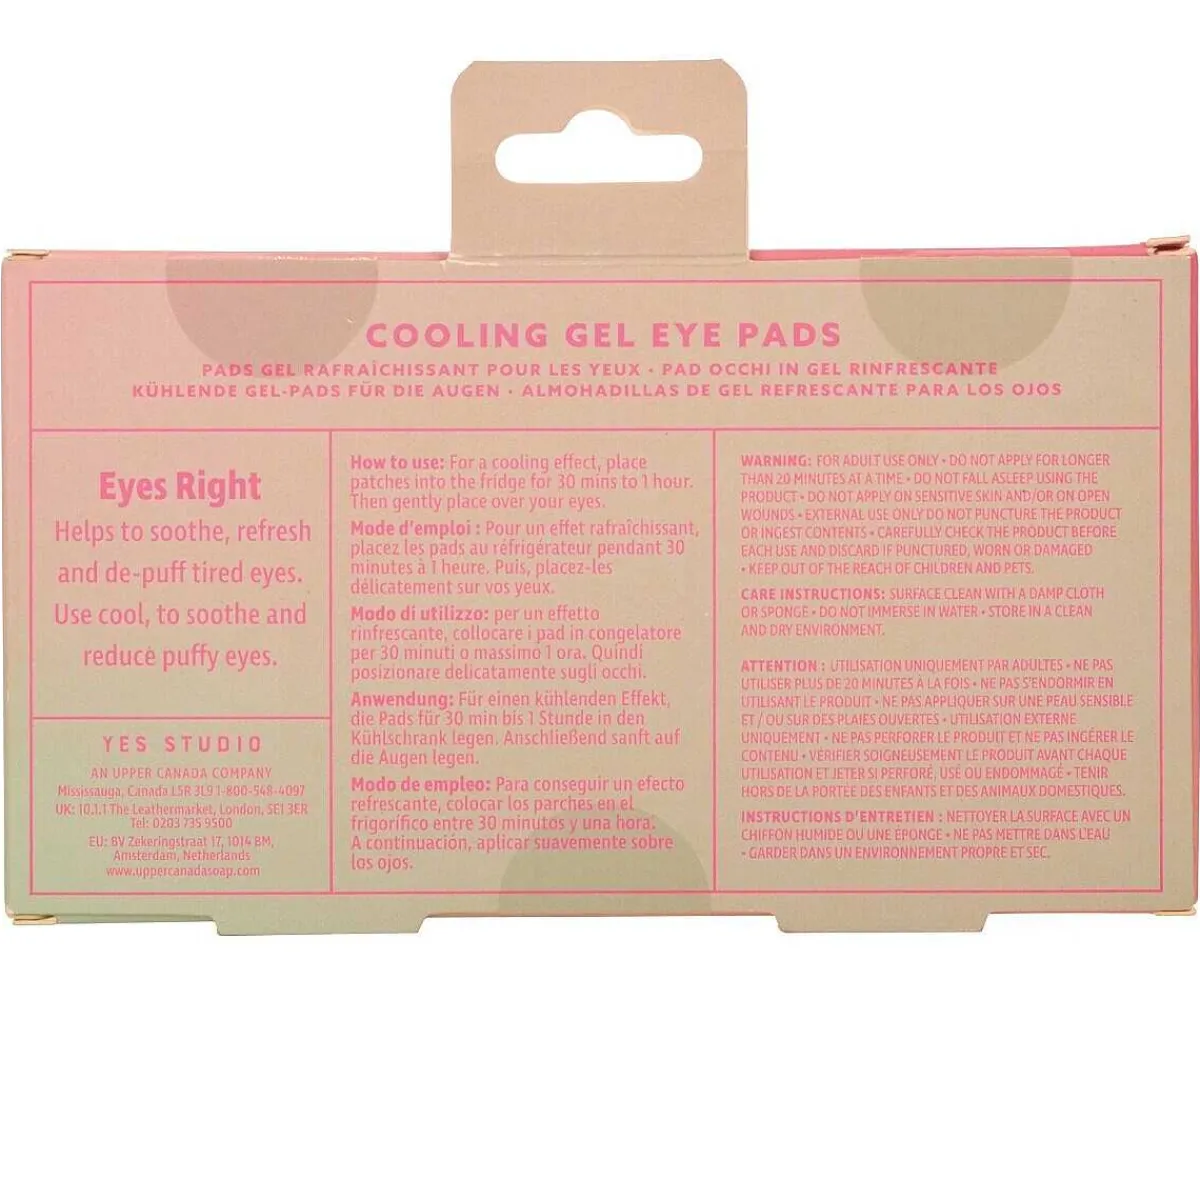 COOLING GEL EYE PADS
PADS GEL RAFRAÎCHISSANT POUR LES YEUX • PAD OCCHI IN GEL RINFRESCANTE
KÜHLENDE GEL-PADS FÜR DIE AUGEN • ALMOHADILLAS DE GEL REFRESCANTE PARA LOS OJOS
Eyes Right
Helps to soothe, refresh
and de-puff tired eyes.
Use cool, to soothe and
reduce puffy eyes.
YES STUDIO
AN UPPER CANADA COMPANY
Mississauga, Canada L5R 3L9 1-800-548-4097
UK: 10.1.1 The Leathermarket, London, SE1 3ER
Tel: 0203 735 9500
EU: BV Zekeringstraat 17, 1014 BM,
Amsterdam, Netherlands
www.uppercanadasoap.com
How to use: For a cooling effect, place
patches into the fridge for 30 mins to 1 hour.
Then gently place over your eyes.
Mode d'emploi : Pour un effet rafraîchissant,
placez les pads au réfrigérateur pendant 30
minutes à 1 heure. Puis, placez-les
délicatement sur vos yeux.
Modo di utilizzo: per un effetto
rinfrescante, collocare i pad in congelatore
per 30 minuti o massimo 1 ora. Quindi
posizionare delicatamente sugli occhi.
Anwendung: Für einen kühlenden Effekt,
die Pads für 30 min bis 1 Stunde in den
Kühlschrank legen. Anschließend sanft auf
die Augen legen.
Modo de empleo: Para conseguir un efecto
refrescante, colocar los parches en el
frigorífico entre 30 minutos y una hora.
A continuación, aplicar suavemente sobre
los ojos.
WARNING: FOR ADULT USE ONLY • DO NOT APPLY FOR LONGER
THAN 20 MINUTES AT A TIME • DO NOT FALL ASLEEP USING THE
PRODUCT • DO NOT APPLY ON SENSITIVE SKIN AND/OR ON OPEN
WOUNDS • EXTERNAL USE ONLY DO NOT PUNCTURE THE PRODUCT
OR INGEST CONTENTS • CAREFULLY CHECK THE PRODUCT BEFORE
EACH USE AND DISCARD IF PUNCTURED, WORN OR DAMAGED
• KEEP OUT OF THE REACH OF CHILDREN AND PETS.
CARE INSTRUCTIONS: SURFACE CLEAN WITH A DAMP CLOTH
OR SPONGE • DO NOT IMMERSE IN WATER • STORE IN A CLEAN
AND DRY ENVIRONMENT.
ATTENTION : UTILISATION UNIQUEMENT PAR ADULTES • NE PAS
UTILISER PLUS DE 20 MINUTES À LA FOIS • NE PAS S'ENDORMIR EN
UTILISANT LE PRODUIT • NE PAS APPLIQUER SUR UNE PEAU SENSIBLE
ET / OU SUR DES PLAIES OUVERTES • UTILISATION EXTERNE
UNIQUEMENT • NE PAS PERFORER LE PRODUIT ET NE PAS INGÉRER LE
CONTENU • VÉRIFIER SOIGNEUSEMENT LE PRODUIT AVANT CHAQUE
UTILISATION ET JETER SI PERFORÉ, USÉ OU ENDOMMAGÉ • TENIR
HORS DE LA PORTÉE DES ENFANTS ET DES ANIMAUX DOMESTIQUES.
INSTRUCTIONS D'ENTRETIEN : NETTOYER LA SURFACE AVEC UN
CHIFFON HUMIDE OU UNE ÉPONGE • NE PAS METTRE DANS L'EAU
• GARDER DANS UN ENVIRONNEMENT PROPRE ET SEC.